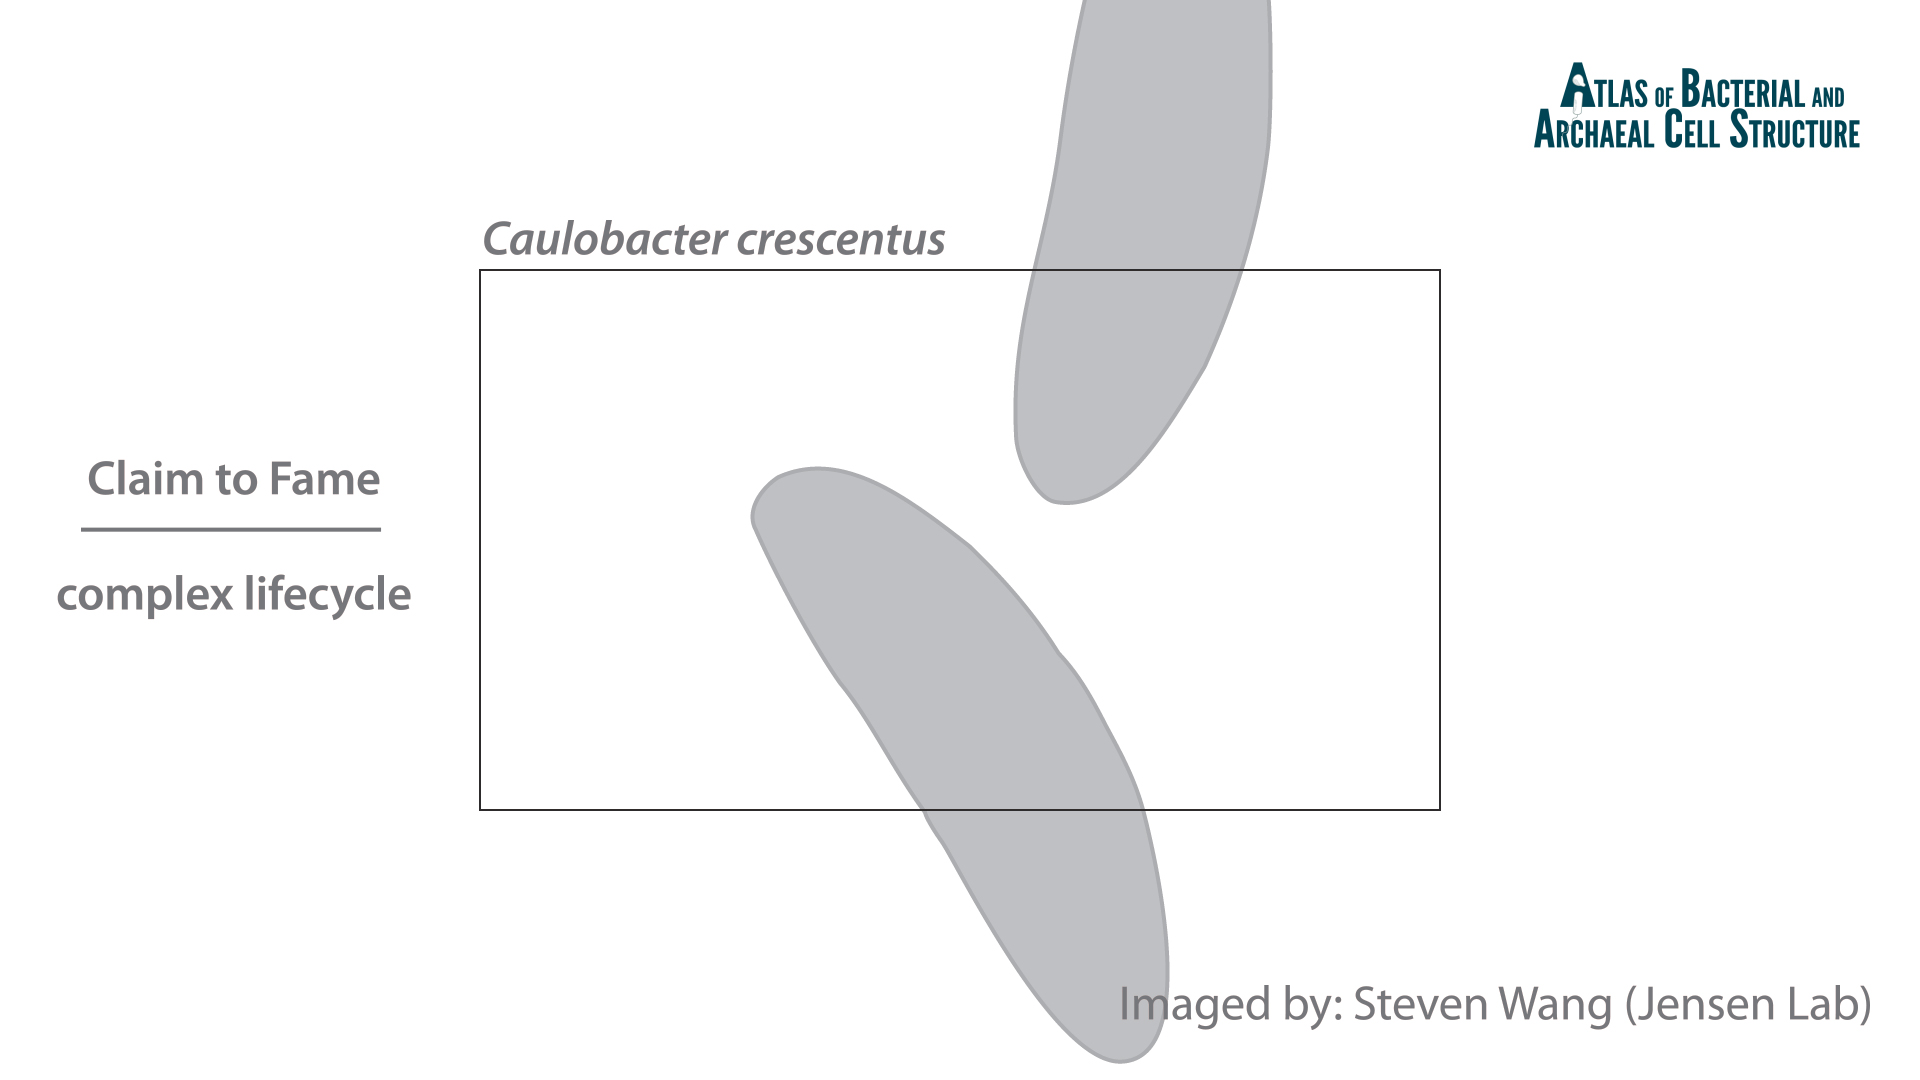 ATLAS OF BACTERIAL AND
ARCHAEAL CELL STRUCTURE
Caulobacter crescentus
Claim to Fame
complex lifecycle
Imaged by: Steven Wang (Jensen Lab)